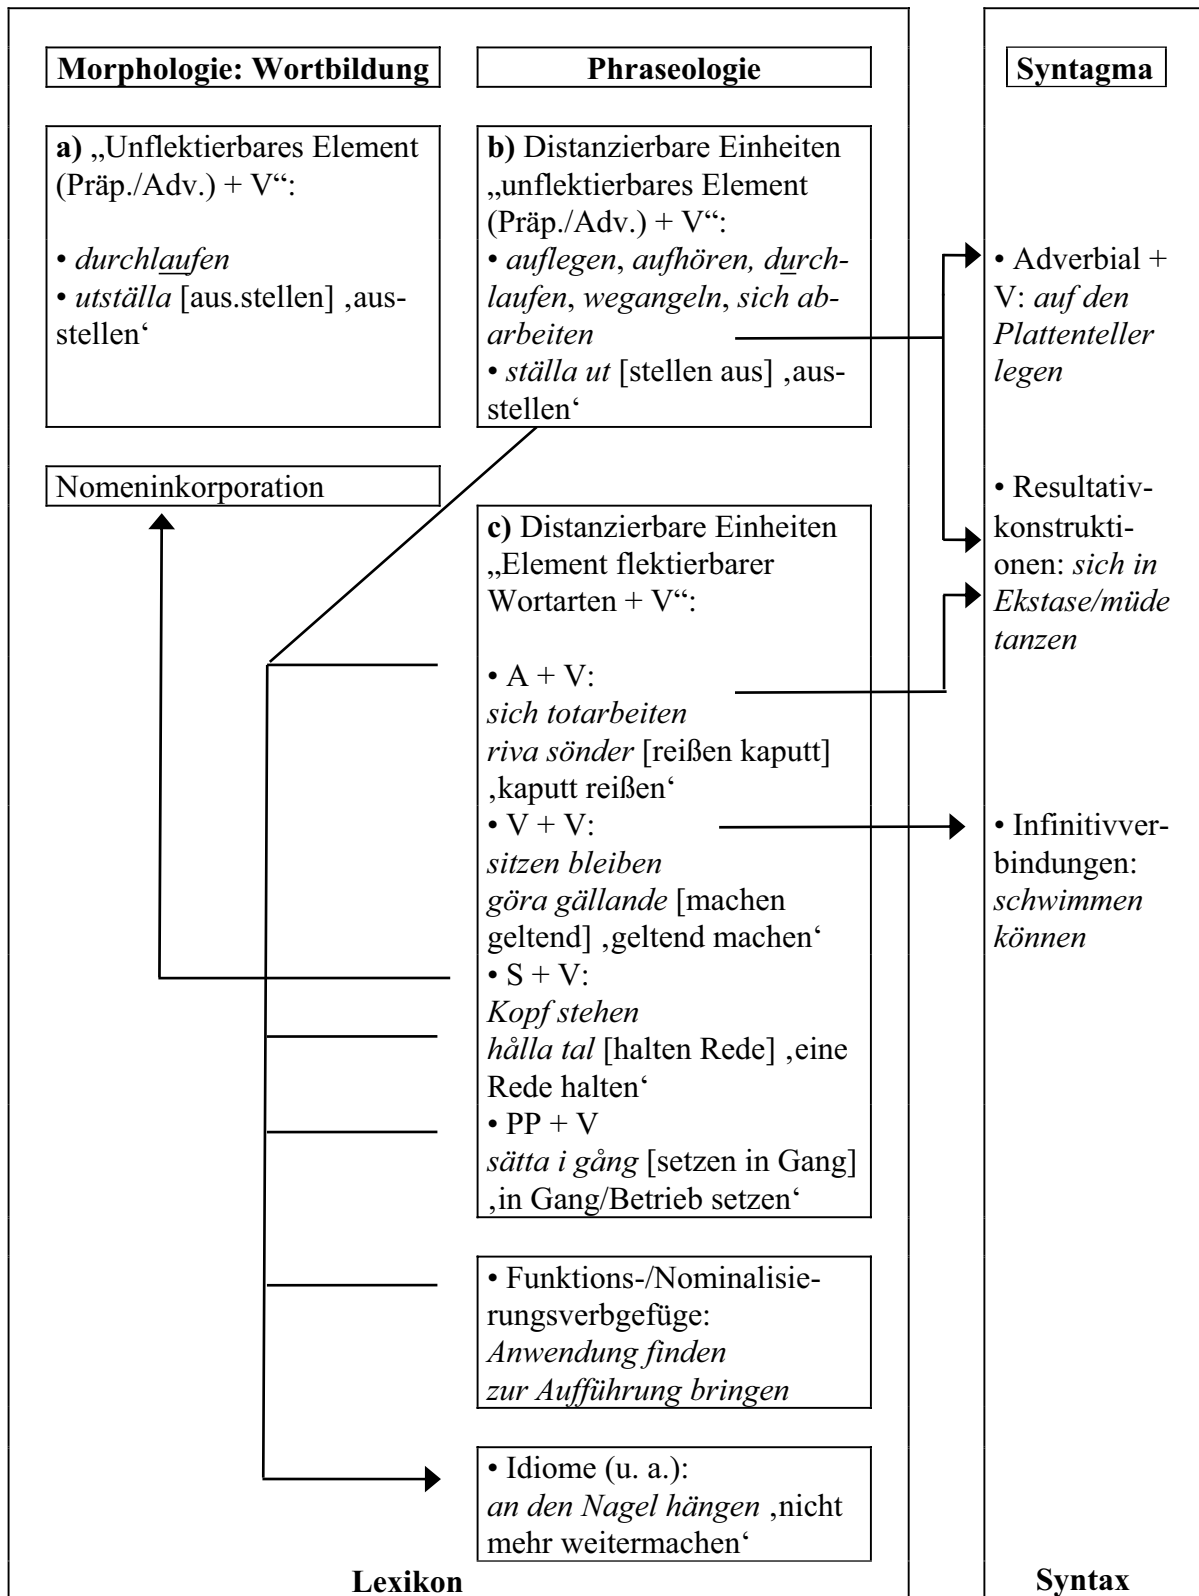 Morphologie: Wortbildung
Phraseologie
Syntagma
a) „Unflektierbares Element
(Präp./Adv.) + V“:
• durchlaufen
• utställa [aus.stellen] ‚aus-
stellen‘
b) Distanzierbare Einheiten
„unflektierbares Element
(Präp./Adv.) + V“:
• auflegen, aufhören, durch-
laufen, wegangeln, sich ab-
arbeiten
• ställa ut [stellen aus] ‚aus-
stellen‘
• Adverbial +
V: auf den
Plattenteller
legen
Nomeninkorporation
c) Distanzierbare Einheiten
„Element flektierbarer
Wortarten + V“:
• A + V:
sich totarbeiten
riva sönder [reißen kaputt]
‚kaputt reißen‘
• V + V:
sitzen bleiben
göra gällande [machen
geltend] ‚geltend machen‘
• S + V:
Kopf stehen
hålla tal [halten Rede] ‚eine
Rede halten‘
• PP + V
sätta i gång [setzen in Gang]
‚in Gang/Betrieb setzen‘
• Resultativ-
konstrukti-
onen: sich in
Ekstase/müde
tanzen
• Infinitivver-
bindungen:
schwimmen
können
• Funktions-/Nominalisie-
rungsverbgefüge:
Anwendung finden
zur Aufführung bringen
• Idiome (u. a.):
an den Nagel hängen ‚nicht
mehr weitermachen‘
Lexikon
Syntax